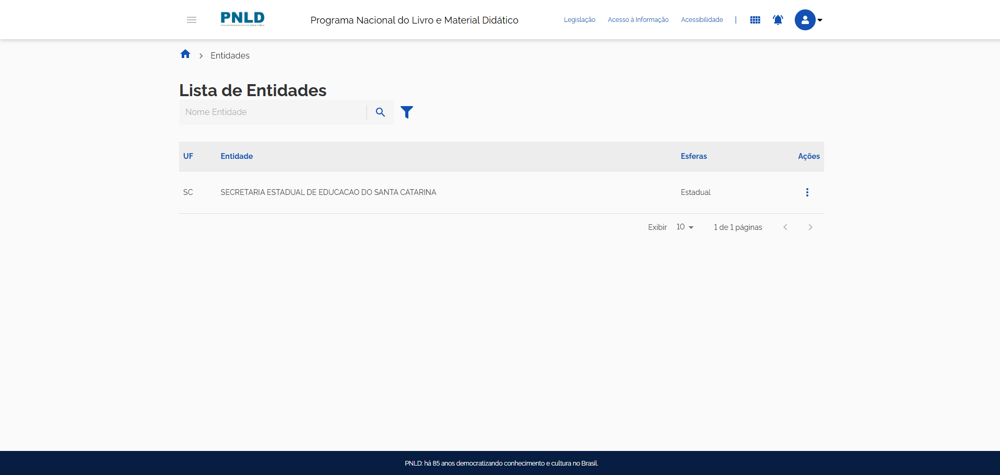 PNLD
Programa Nacional do Livro e Material Didático
Legislação
Acesso à Informação
Acessibilidade
|
Entidades
Lista de Entidades
Nome Entidade
UF Entidade Esferas Ações
SC SECRETARIA ESTADUAL DE EDUCACAO DO SANTA CATARINA Estadual
Exibir 10 1 de 1 páginas
PNLD: há 85 anos democratizando conhecimento e cultura no Brasil.